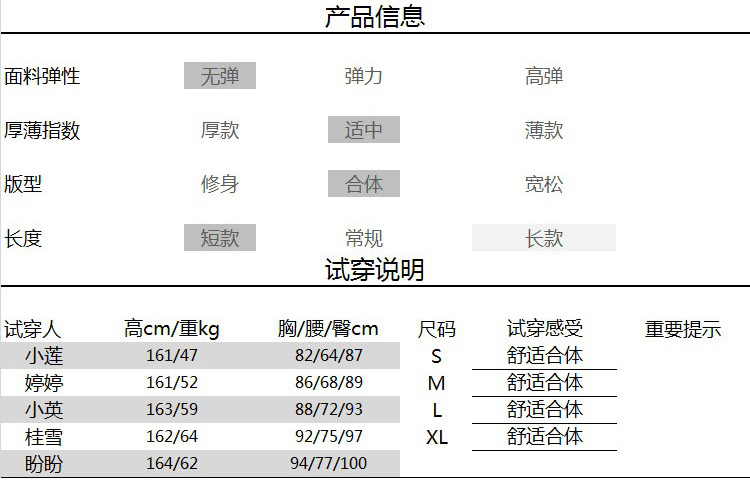 产品信息
面料弹性 无弹 弹力 高弹
厚薄指数 厚款 适中 薄款
版型 修身 合体 宽松
长度 短款 常规 长款
试穿说明
试穿人 高cm/重kg 胸/腰/臀cm 尺码 试穿感受 重要提示
小莲 161/47 82/64/87 S 舒适合体
婷婷 161/52 86/68/89 M 舒适合体
小英 163/59 88/72/93 L 舒适合体
桂雪 162/64 92/75/97 XL 舒适合体
盼盼 164/62 94/77/100